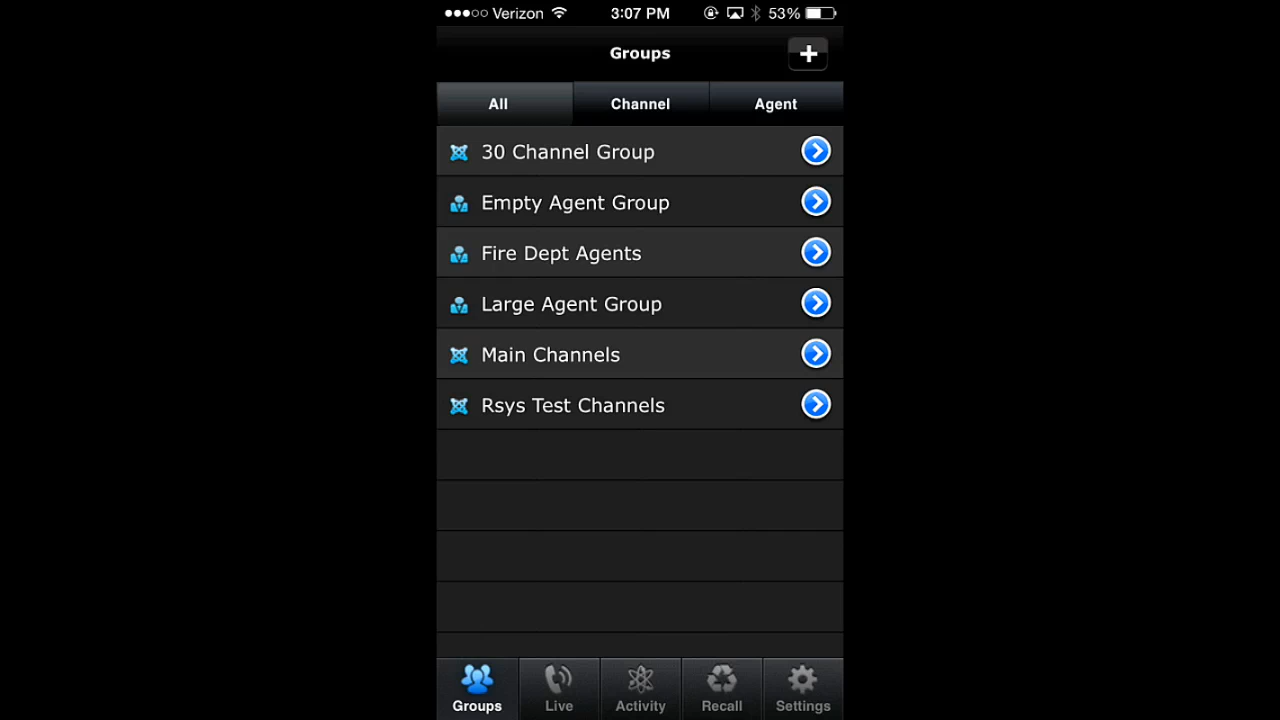 Verizon 3:07 PM 53%
Groups
All Channel Agent
30 Channel Group
Empty Agent Group
Fire Dept Agents
Large Agent Group
Main Channels
Rsys Test Channels
Groups Live Activity Recall Settings